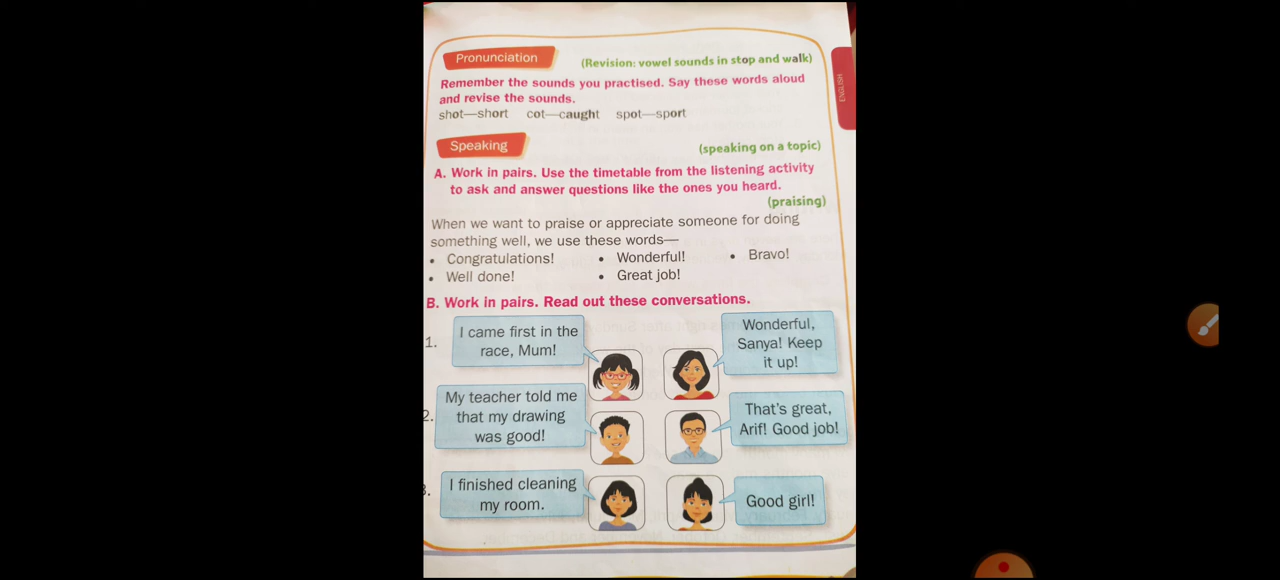 Pronunciation
(Revision: vowel sounds in stop and walk)
Remember the sounds you practised. Say these words aloud
and revise the sounds.
shot—short cot—caught spot—sport
ENGLISH
Speaking
(speaking on a topic)
A. Work in pairs. Use the timetable from the listening activity
to ask and answer questions like the ones you heard.
(praising)
When we want to praise or appreciate someone for doing
something well, we use these words—
• Congratulations! • Wonderful! • Bravo!
• Well done! • Great job!
B. Work in pairs. Read out these conversations.
1.
I came first in the
race, Mum!
Wonderful,
Sanya! Keep
it up!
2.
My teacher told me
that my drawing
was good!
That's great,
Arif! Good job!
3.
I finished cleaning
my room.
Good girl!